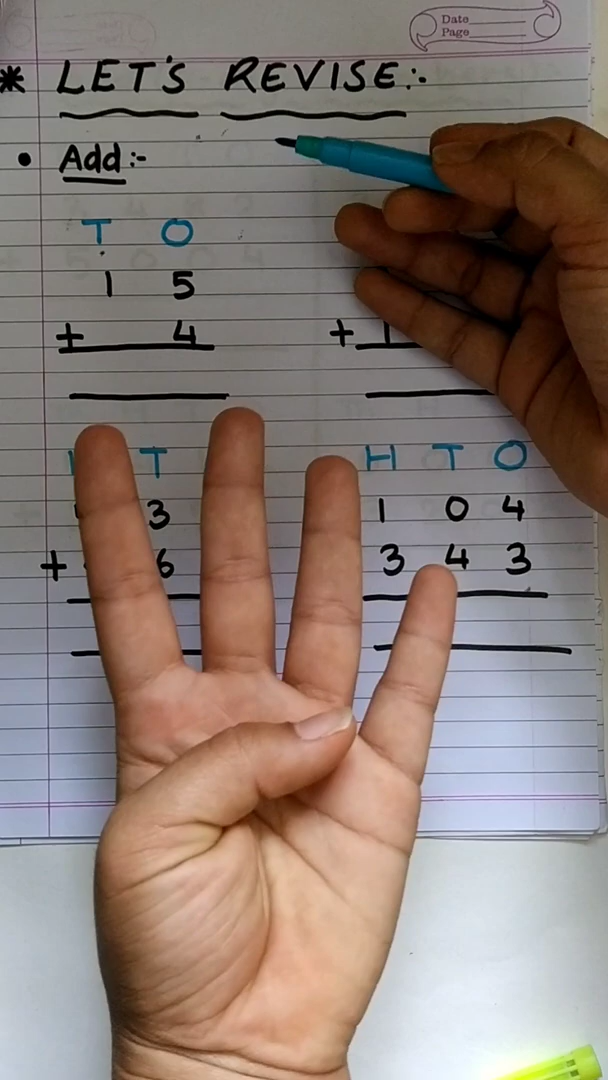 Date
Page
* LET'S REVISE:-
• Add:-
T O
1 5
+ 4
+ 1
T
3
+ 6
H T O
1 0 4
3 4 3